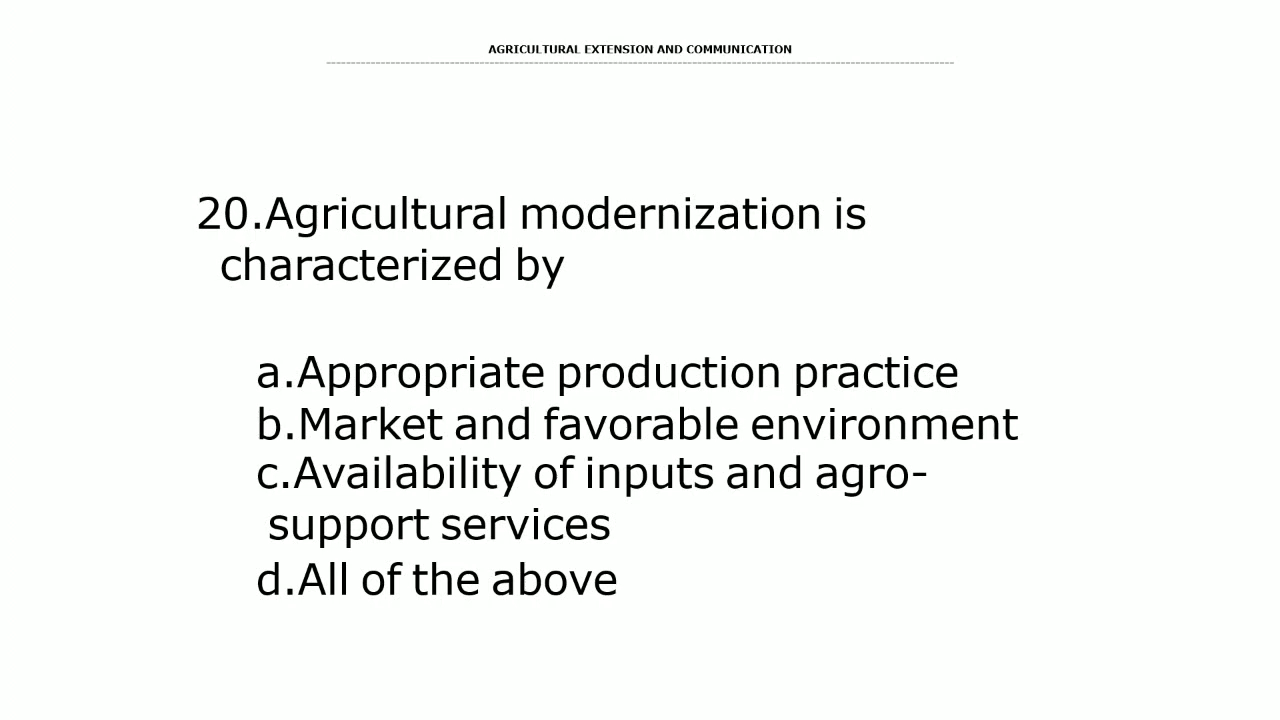 AGRICULTURAL EXTENSION AND COMMUNICATION
20.Agricultural modernization is
characterized by
a.Appropriate production practice
b.Market and favorable environment
c.Availability of inputs and agro-
support services
d.All of the above